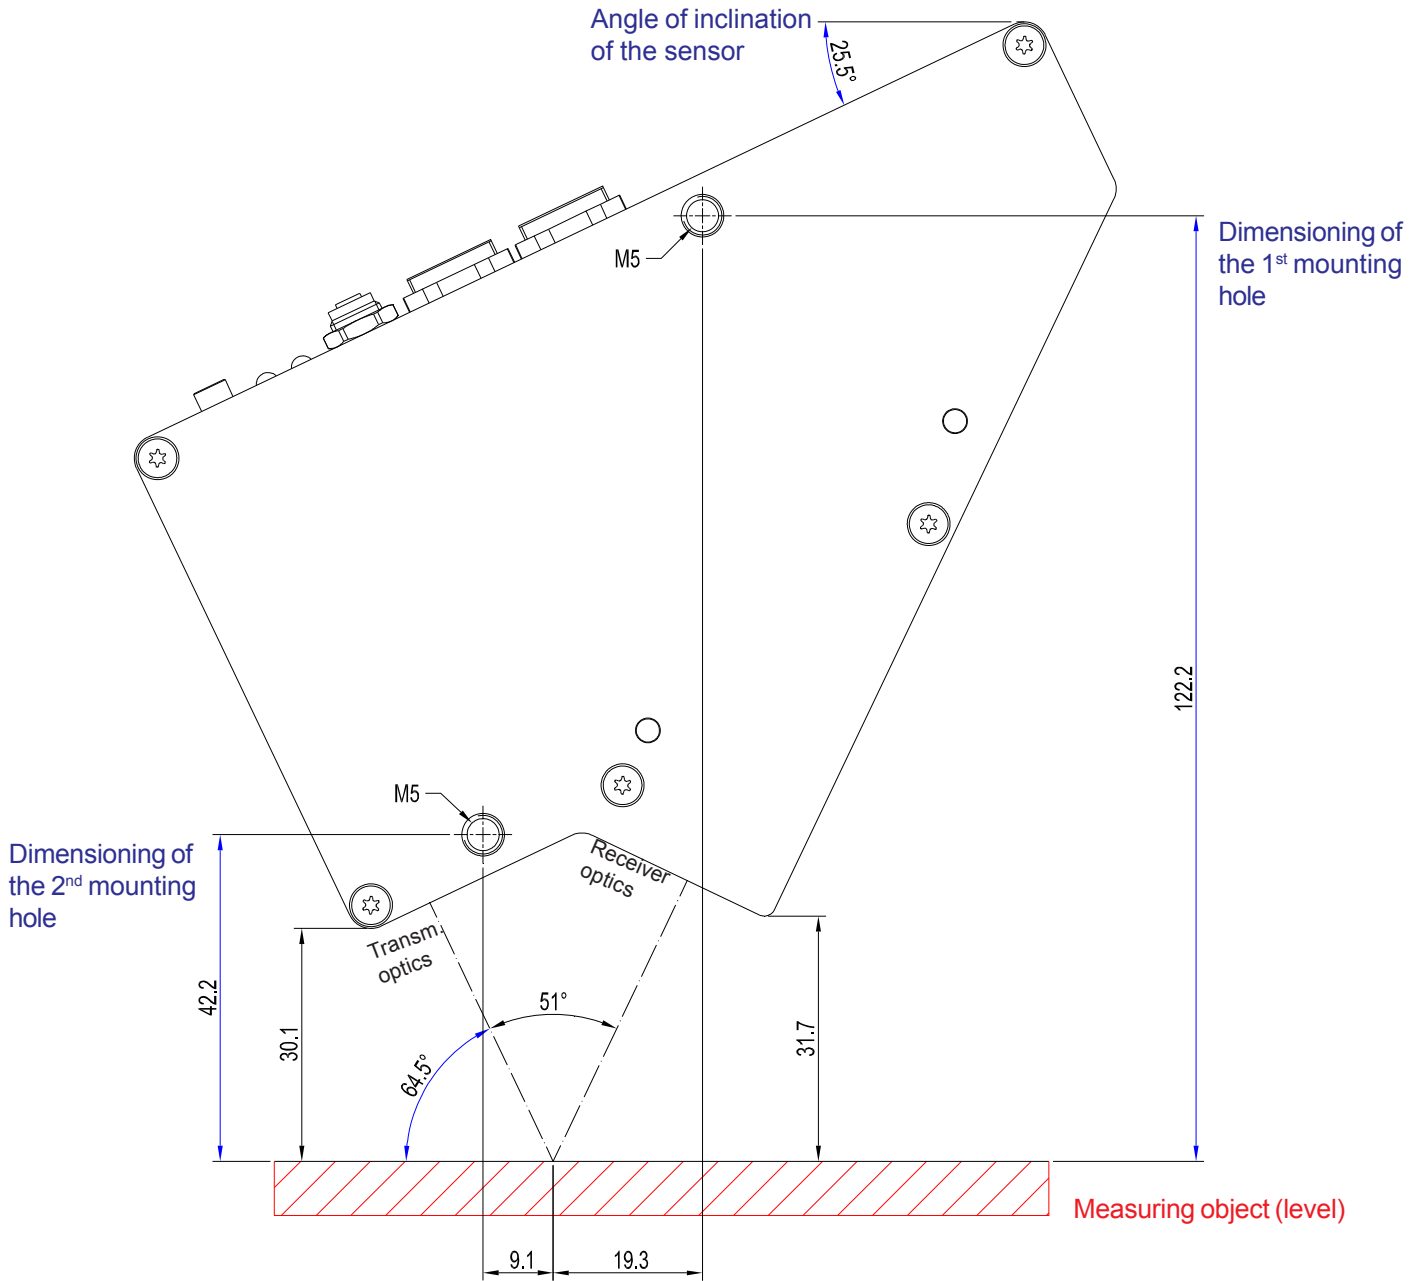 Angle of inclination
of the sensor
25.5°
M5
Dimensioning of
the 1st mounting
hole
122.2
M5
Dimensioning of
the 2nd mounting
hole
Receiver
optics
Transm.
optics
42.2
30.1
51°
64.5°
31.7
Measuring object (level)
9.1
19.3